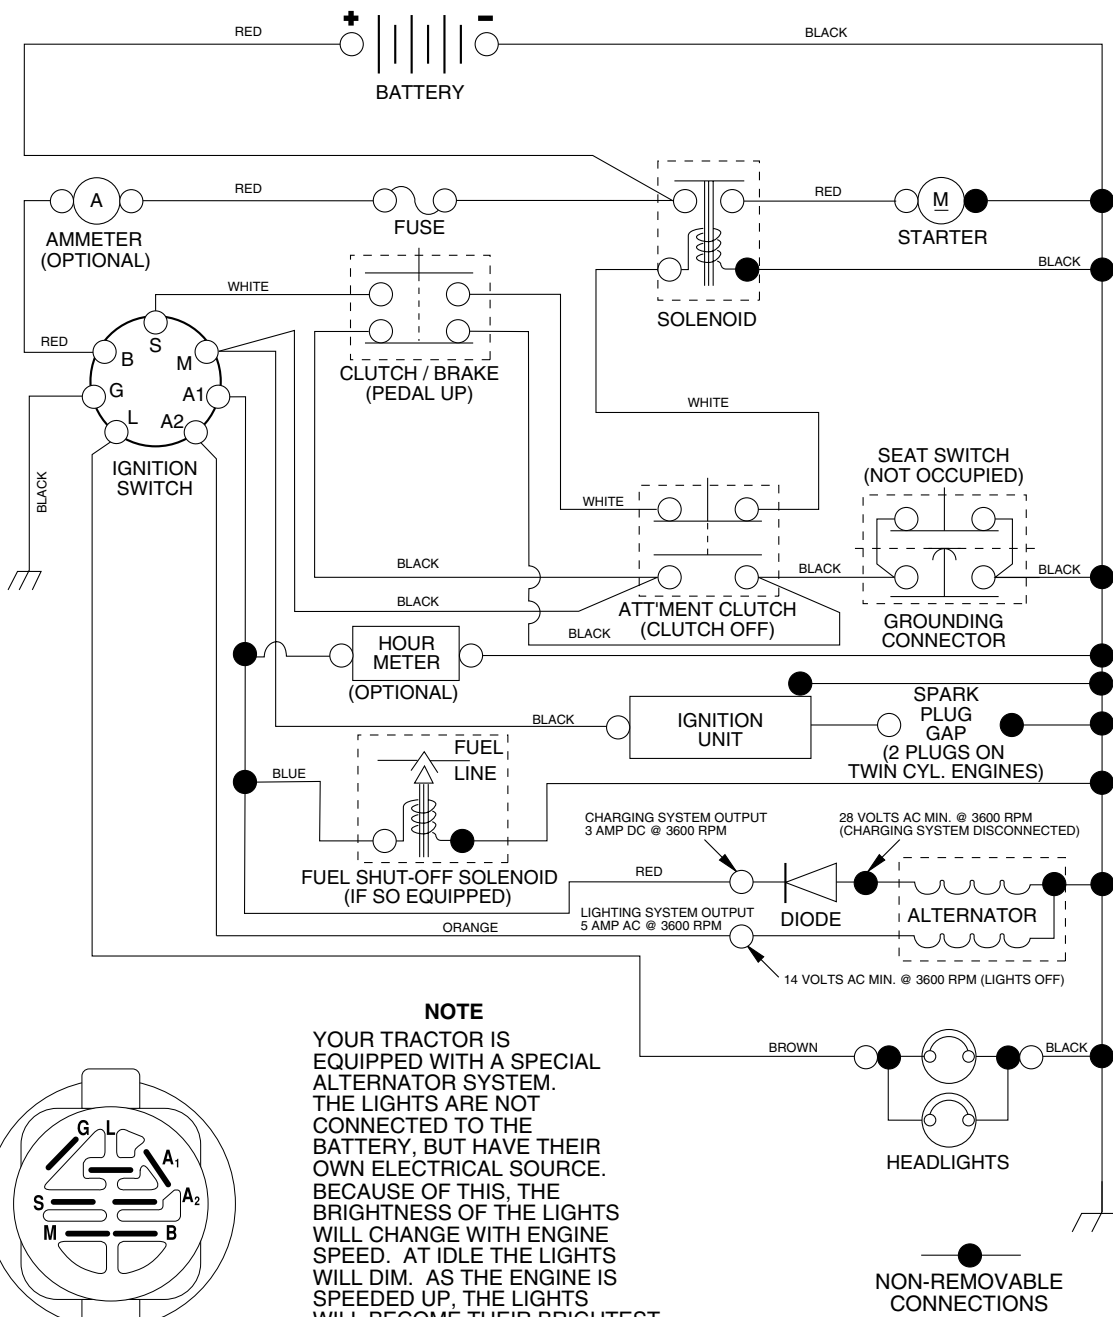 + -
RED
BLACK
BATTERY
A
RED
FUSE
RED
M
AMMETER
(OPTIONAL)
STARTER
BLACK
WHITE
SOLENOID
RED
S
B
M
CLUTCH / BRAKE
(PEDAL UP)
G
A1
L
A2
WHITE
IGNITION
SWITCH
BLACK
SEAT SWITCH
(NOT OCCUPIED)
WHITE
BLACK
BLACK
BLACK
BLACK
ATT'MENT CLUTCH
(CLUTCH OFF)
GROUNDING
CONNECTOR
BLACK
HOUR
METER
(OPTIONAL)
BLACK
IGNITION
UNIT
SPARK
PLUG
GAP
(2 PLUGS ON
TWIN CYL. ENGINES)
FUEL
LINE
BLUE
FUEL SHUT-OFF SOLENOID
(IF SO EQUIPPED)
CHARGING SYSTEM OUTPUT
3 AMP DC @ 3600 RPM
28 VOLTS AC MIN. @ 3600 RPM
(CHARGING SYSTEM DISCONNECTED)
RED
DIODE
ALTERNATOR
LIGHTING SYSTEM OUTPUT
5 AMP AC @ 3600 RPM
ORANGE
14 VOLTS AC MIN. @ 3600 RPM (LIGHTS OFF)
BROWN
BLACK
HEADLIGHTS
NOTE
YOUR TRACTOR IS
EQUIPPED WITH A SPECIAL
ALTERNATOR SYSTEM.
THE LIGHTS ARE NOT
CONNECTED TO THE
BATTERY, BUT HAVE THEIR
OWN ELECTRICAL SOURCE.
BECAUSE OF THIS, THE
BRIGHTNESS OF THE LIGHTS
WILL CHANGE WITH ENGINE
SPEED. AT IDLE THE LIGHTS
WILL DIM. AS THE ENGINE IS
SPEEDED UP, THE LIGHTS
WILL BECOME THEIR BRIGHTEST
G L
A1
A2
S
M
B
NON-REMOVABLE
CONNECTIONS